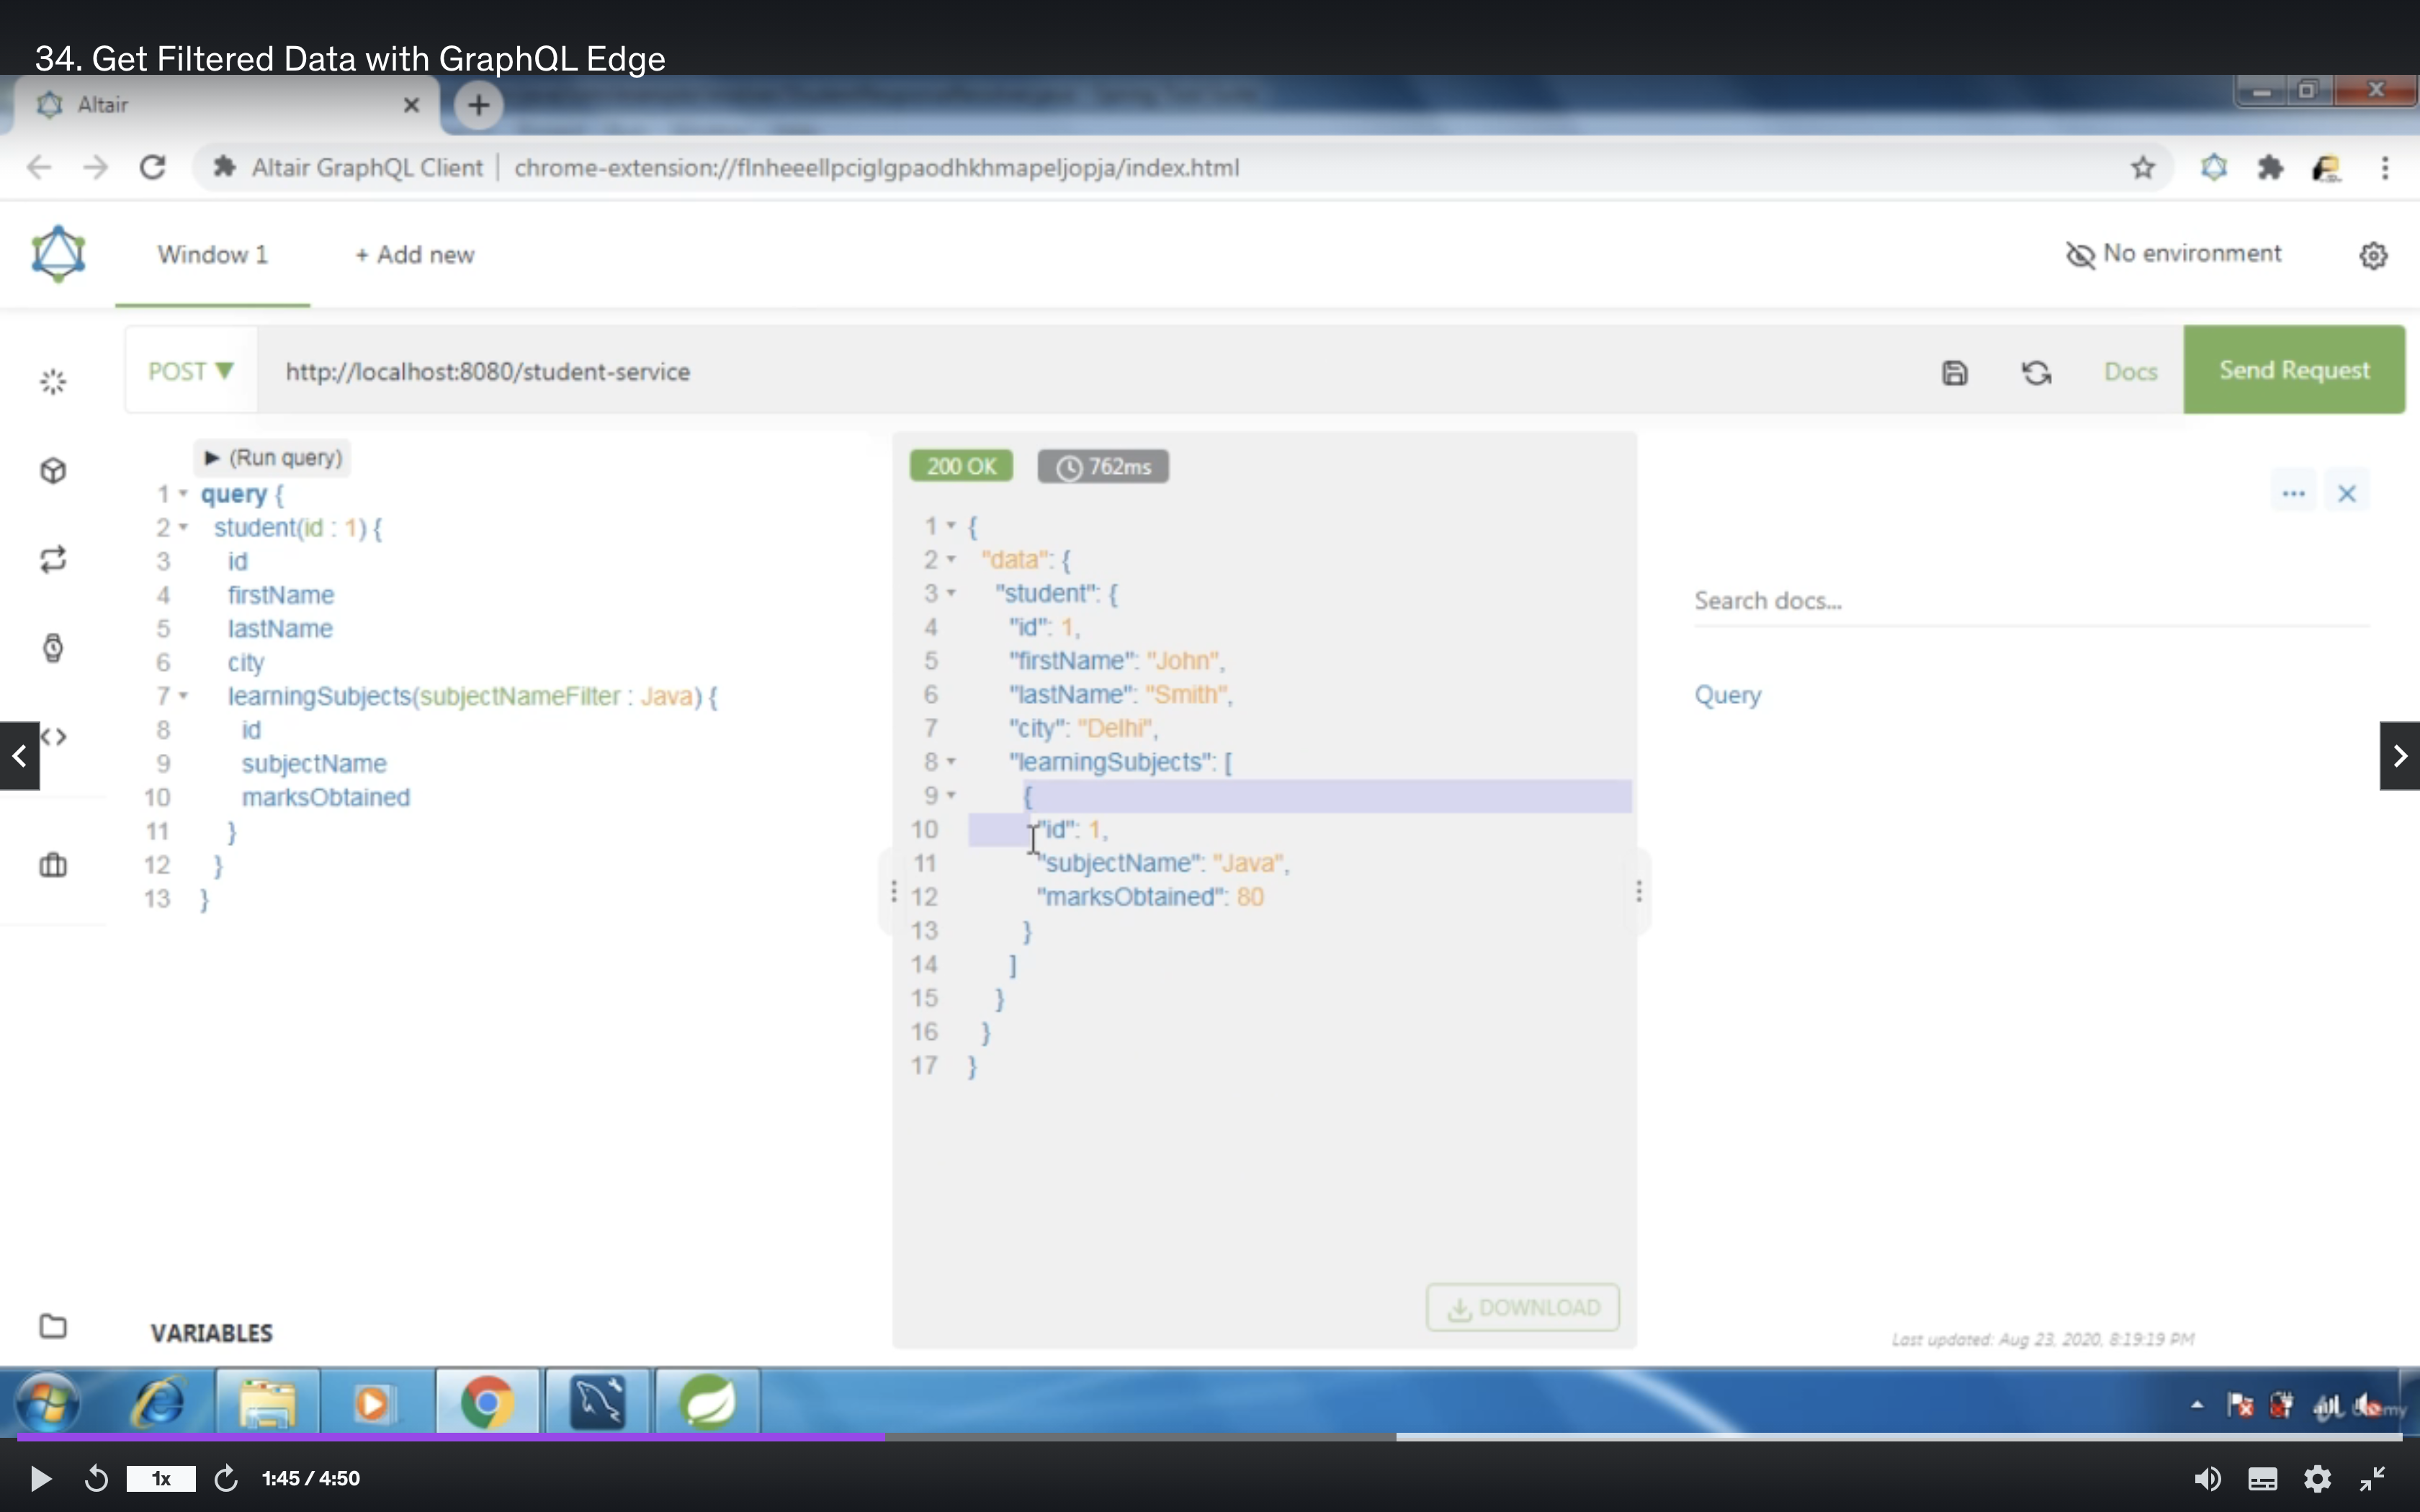 34. Get Filtered Data with GraphQL Edge
Altair
Altair GraphQL Client | chrome-extension://flnheeellpciglgpaodhkhmapeljopja/index.html
Window 1
+ Add new
No environment
POST
http://localhost:8080/student-service
Docs
Send Request
(Run query)
1 query {
2 student(id : 1) {
3 id
4 firstName
5 lastName
6 city
7 learningSubjects(subjectNameFilter : Java) {
8 id
9 subjectName
10 marksObtained
11 }
12 }
13 }
VARIABLES
200 OK
762ms
1 {
2 "data": {
3 "student": {
4 "id": 1,
5 "firstName": "John",
6 "lastName": "Smith",
7 "city": "Delhi",
8 "learningSubjects": [
9 {
10 "id": 1,
11 "subjectName": "Java",
12 "marksObtained": 80
13 }
14 ]
15 }
16 }
17 }
DOWNLOAD
Search docs...
Query
Last updated: Aug 23, 2020, 8:19:19 PM
1x
1:45 / 4:50